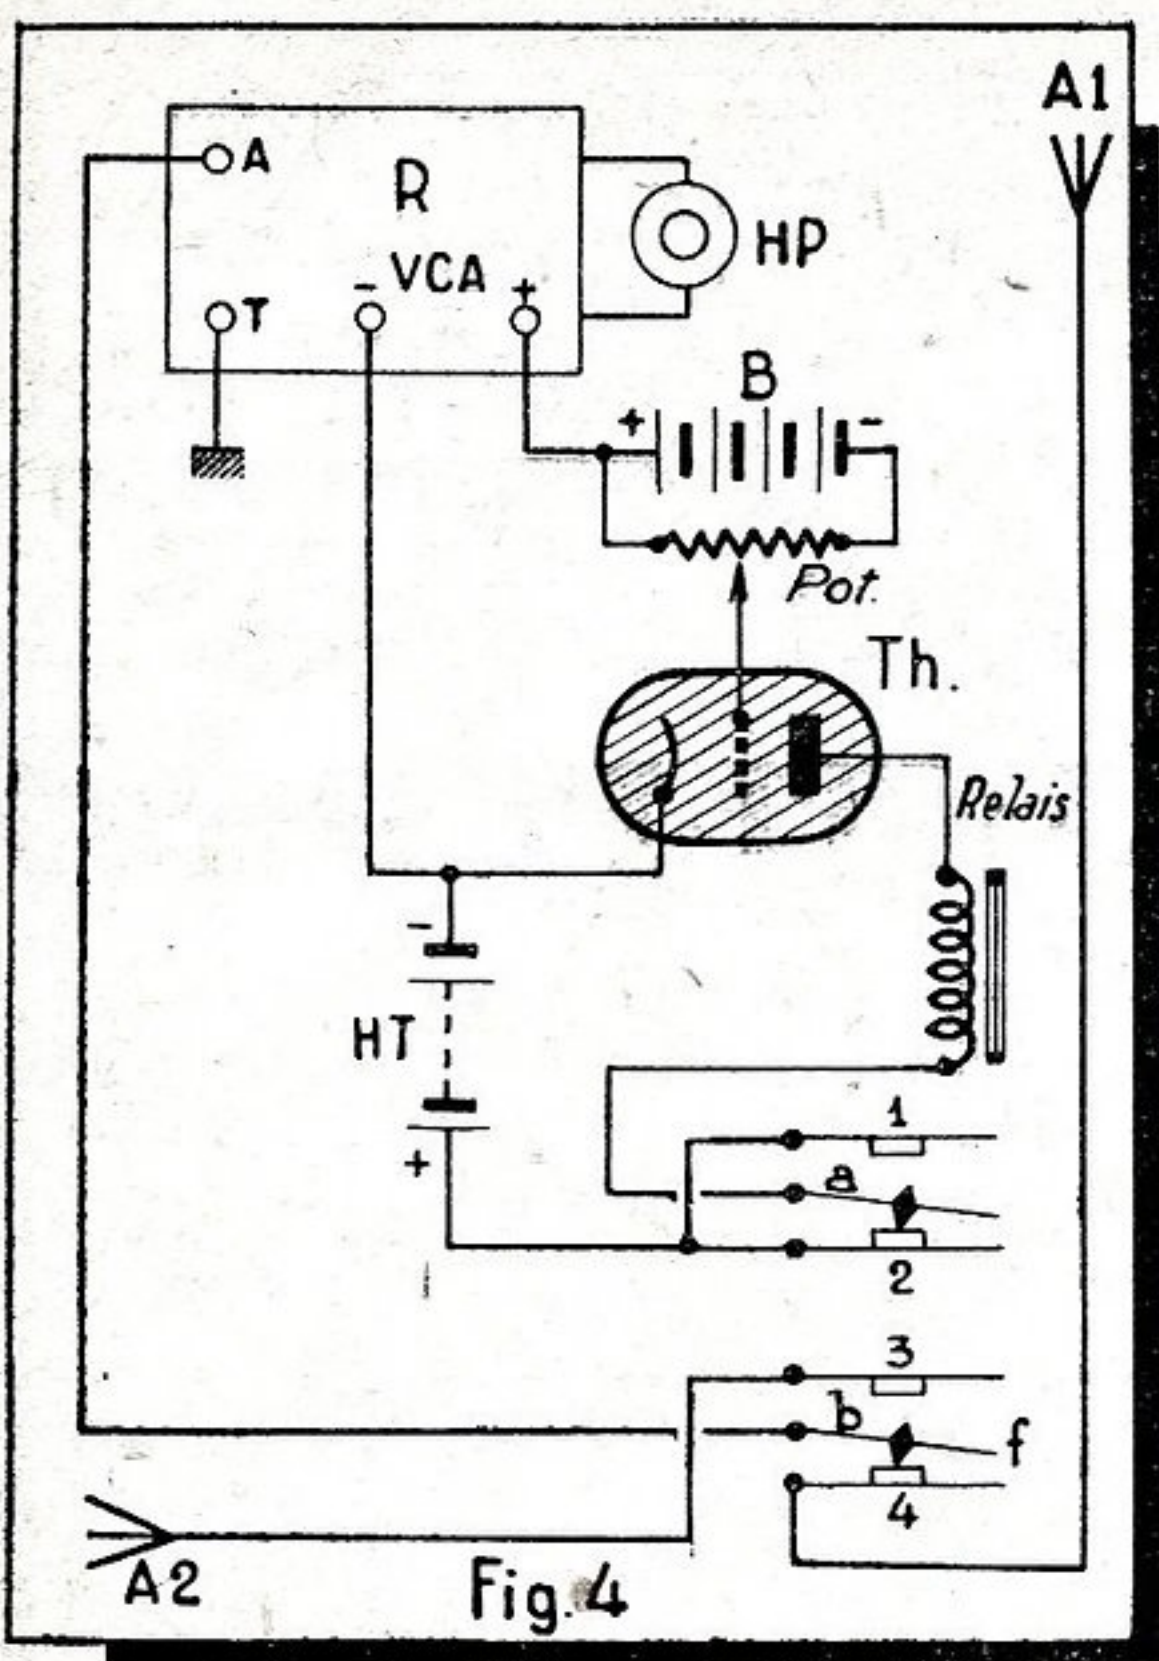 A1
A
R
HP
- VCA +
T
B
+ -
Pot.
Th.
Relais
-
HT
+
1
a
2
3
b
f
4
A2
Fig. 4